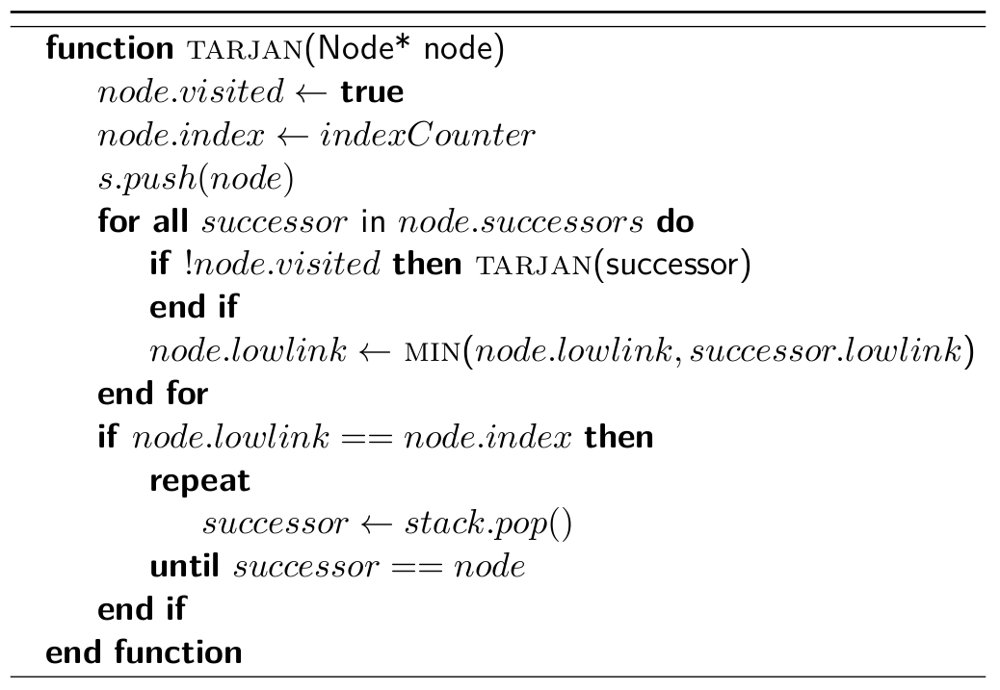 function TARJAN(Node* node)
node.visited ← true
node.index ← indexCounter
s.push(node)
for all successor in node.successors do
if !node.visited then TARJAN(successor)
end if
node.lowlink ← MIN(node.lowlink, successor.lowlink)
end for
if node.lowlink == node.index then
repeat
successor ← stack.pop()
until successor == node
end if
end function